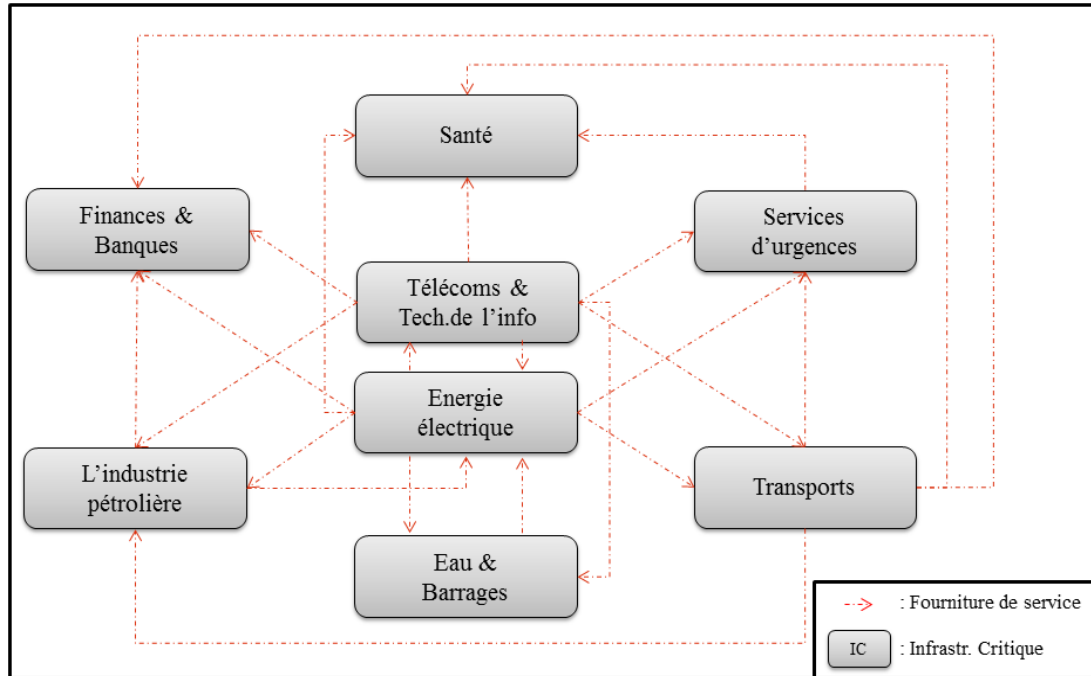 Santé
Finances &
Banques
Services
d’urgences
Télécoms &
Tech.de l’info
Energie
électrique
L’industrie
pétrolière
Transports
Eau &
Barrages
: Fourniture de service
IC
: Infrastr. Critique